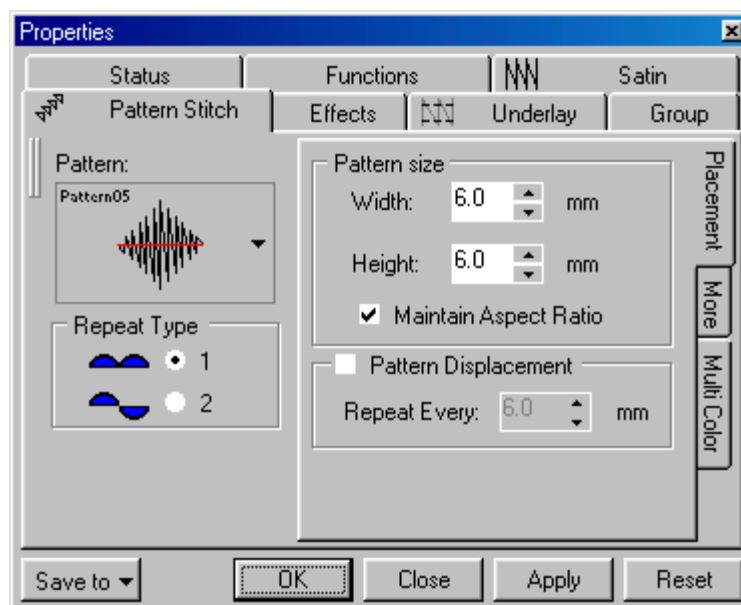 Properties
Status Functions Satin
Pattern Stitch Effects Underlay Group
Pattern:
Pattern05
Repeat Type
1
2
Pattern size
Width: 6.0 mm
Height: 6.0 mm
Maintain Aspect Ratio
Pattern Displacement
Repeat Every: 6.0 mm
Placement
More
Multi Color
Save to OK Close Apply Reset